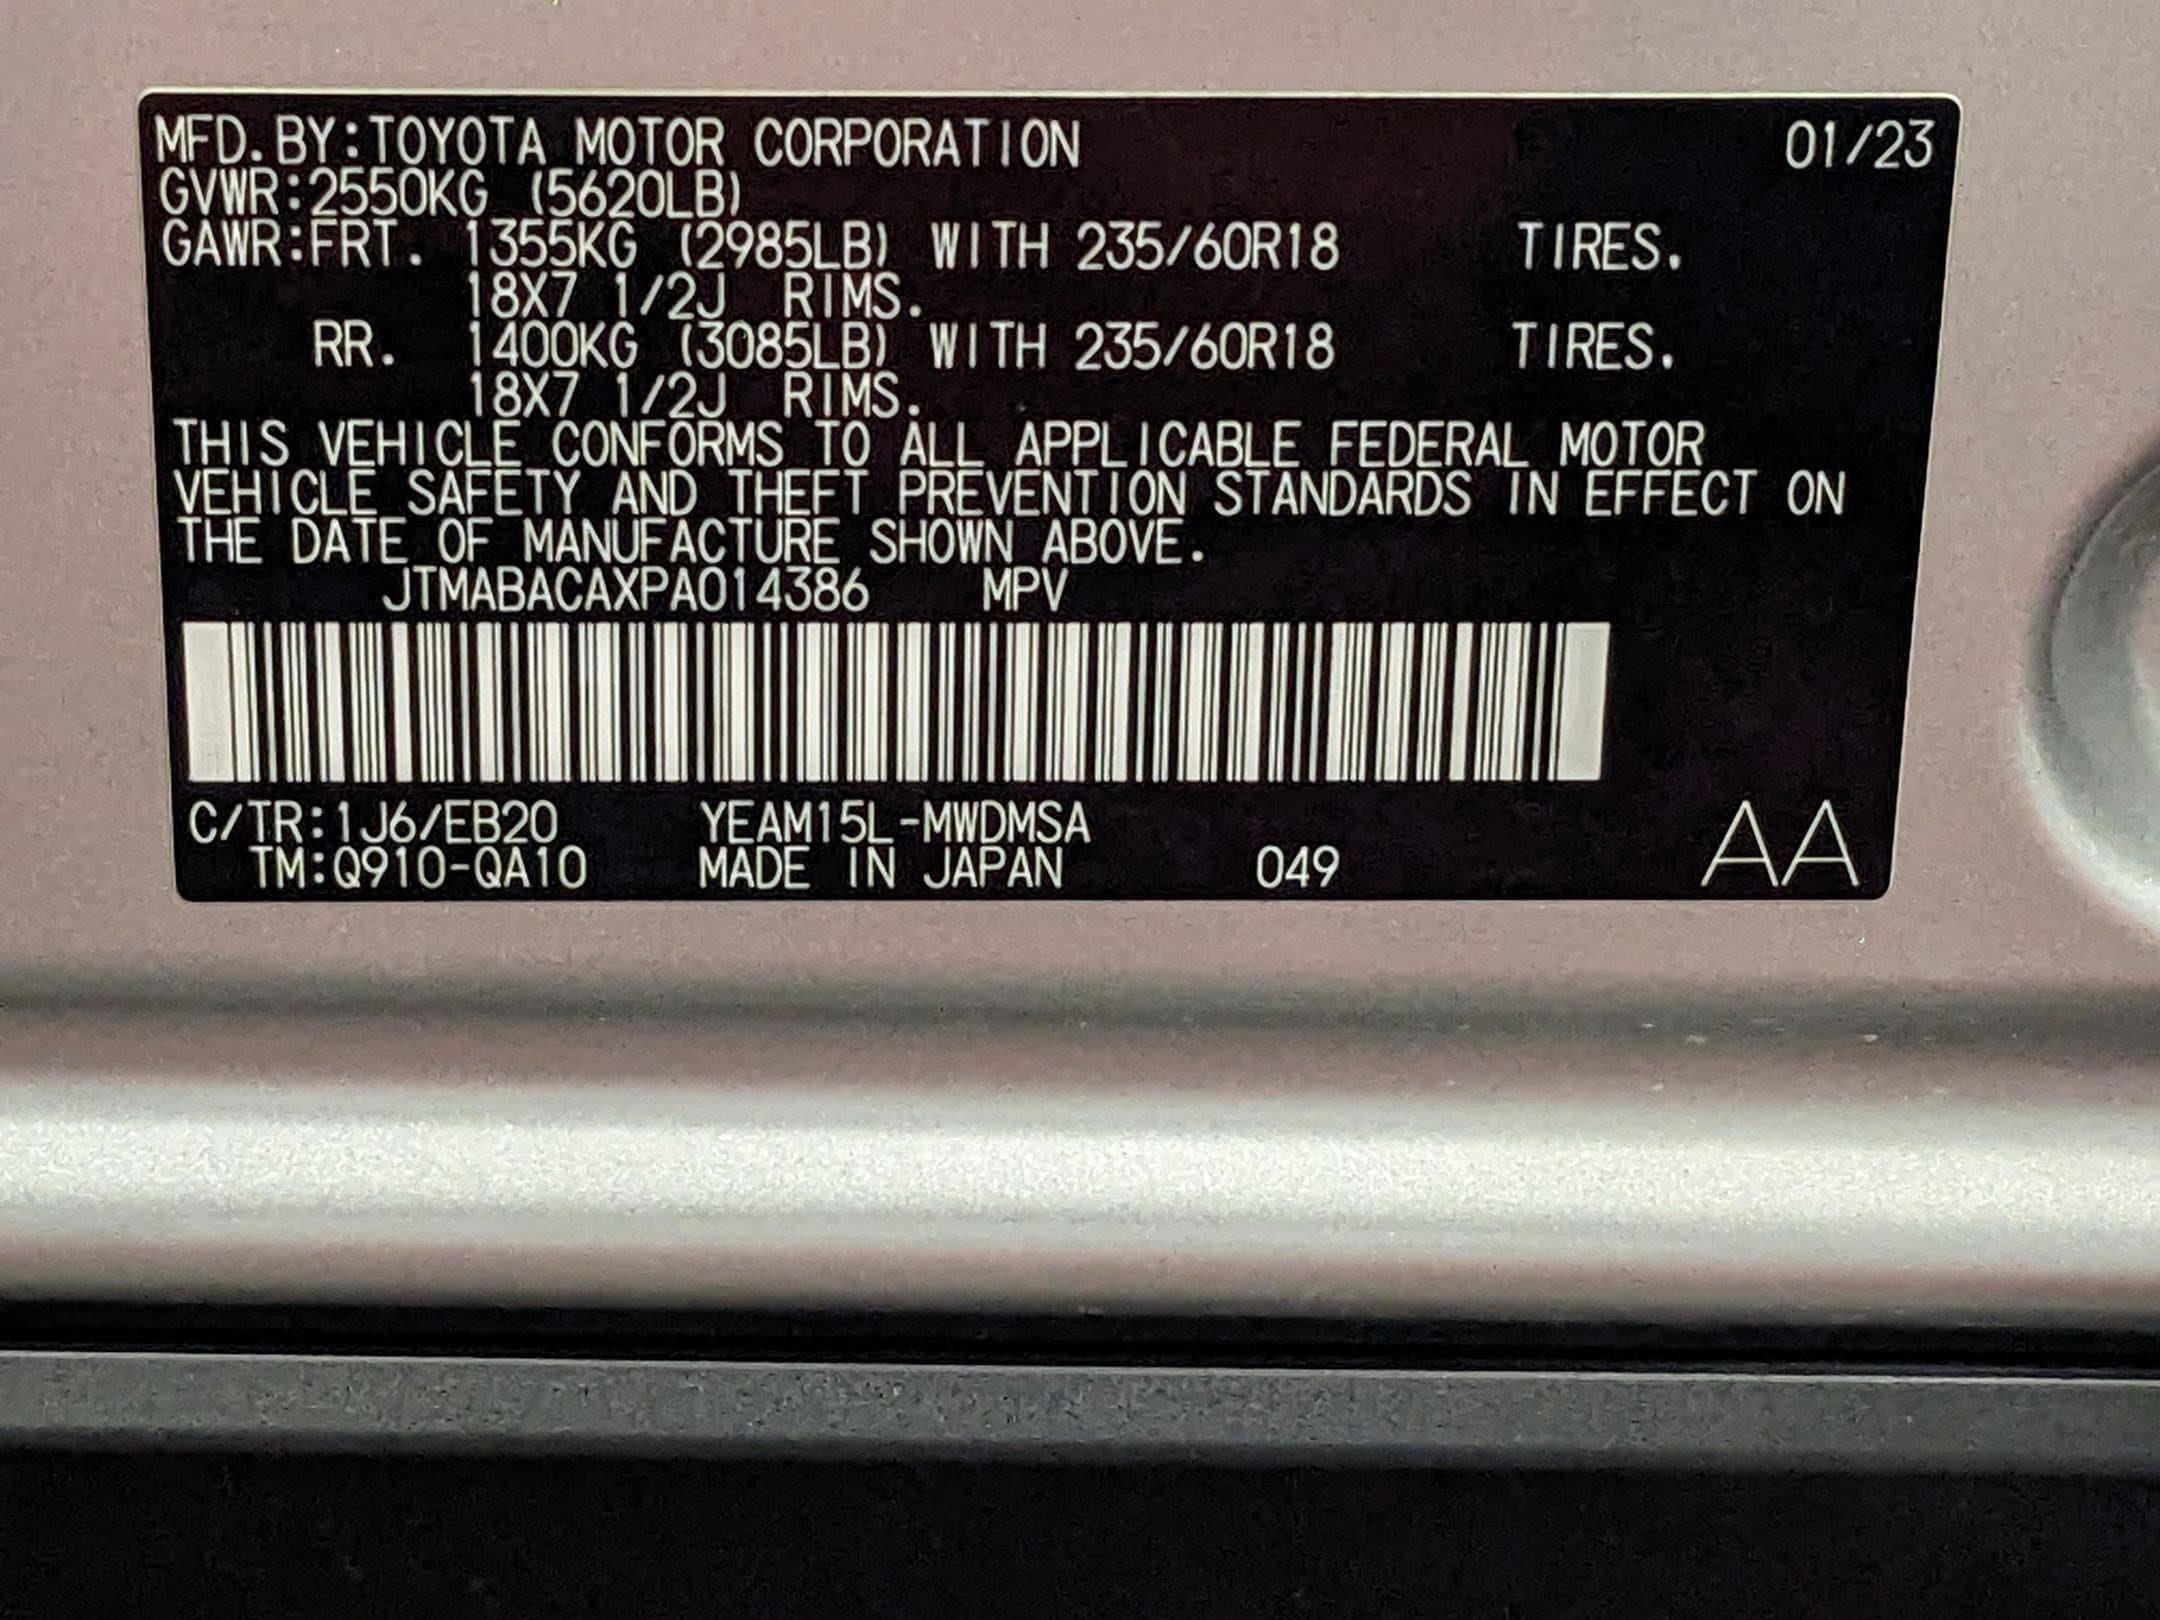 MFD.BY:TOYOTA MOTOR CORPORATION 01/23
GVWR:2550KG (5620LB)
GAWR:FRT. 1355KG (2985LB) WITH 235/60R18 TIRES.
18X7 1/2J RIMS.
RR. 1400KG (3085LB) WITH 235/60R18 TIRES.
18X7 1/2J RIMS.
THIS VEHICLE CONFORMS TO ALL APPLICABLE FEDERAL MOTOR
VEHICLE SAFETY AND THEFT PREVENTION STANDARDS IN EFFECT ON
THE DATE OF MANUFACTURE SHOWN ABOVE.
JTMABACAXPA014386 MPV
C/TR:1J6/EB20 YEAM15L-MWDMSA
TM:Q910-QA10 MADE IN JAPAN 049 AA